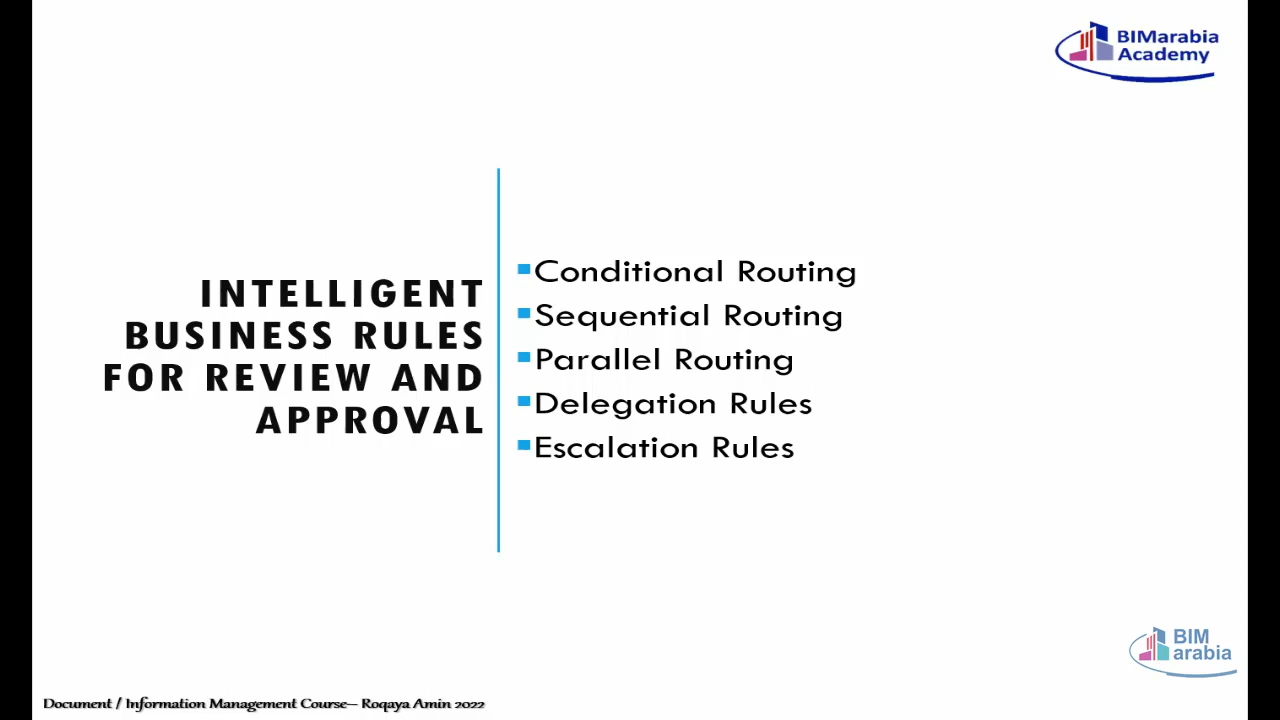 BIMarabia
Academy
INTELLIGENT
BUSINESS RULES
FOR REVIEW AND
APPROVAL
Conditional Routing
Sequential Routing
Parallel Routing
Delegation Rules
Escalation Rules
BIM
arabia
Document / Information Management Course— Roqaya Amin 2022